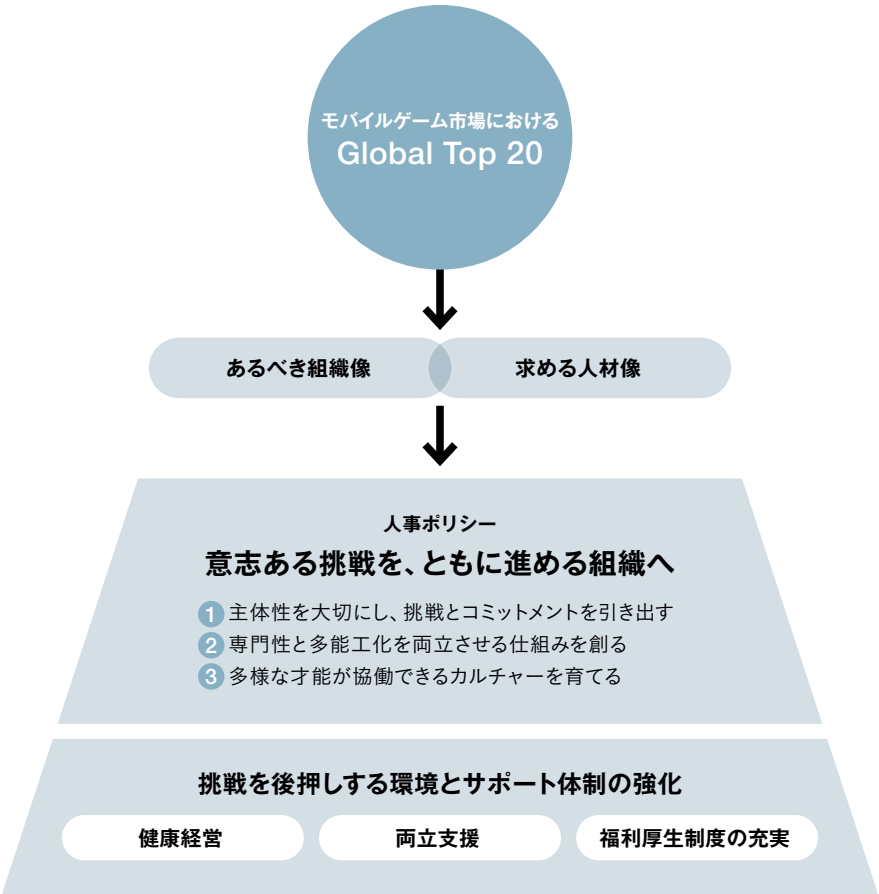 モバイルゲーム市場における
Global Top 20
あるべき組織像
求める人材像
人事ポリシー
意志ある挑戦を、ともに進める組織へ
1 主体性を大切にし、挑戦とコミットメントを引き出す
2 専門性と多能工化を両立させる仕組みを創る
3 多様な才能が協働できるカルチャーを育てる
挑戦を後押しする環境とサポート体制の強化
健康経営
両立支援
福利厚生制度の充実